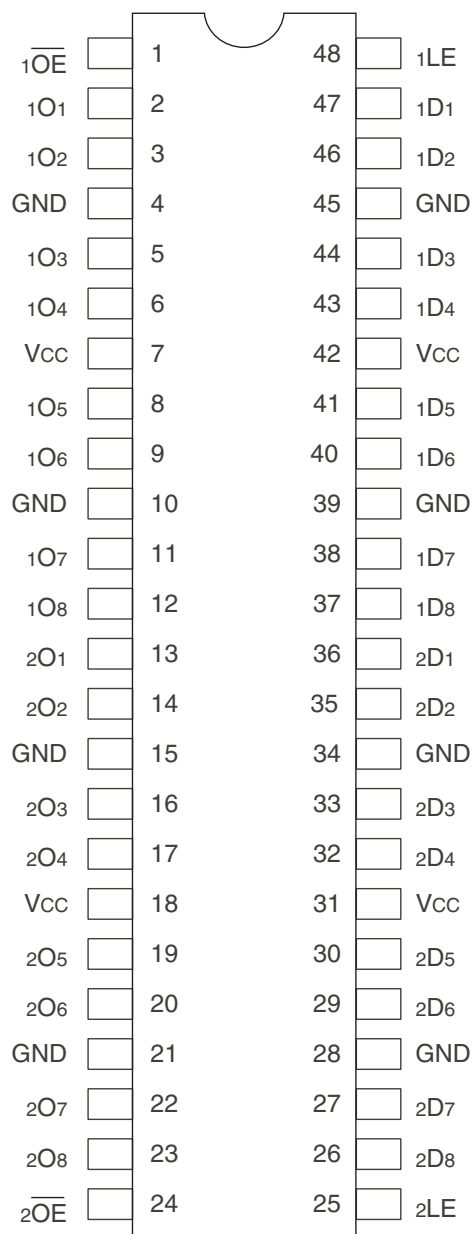 1OE 1 48 1LE
1O1 2 47 1D1
1O2 3 46 1D2
GND 4 45 GND
1O3 5 44 1D3
1O4 6 43 1D4
VCC 7 42 VCC
1O5 8 41 1D5
1O6 9 40 1D6
GND 10 39 GND
1O7 11 38 1D7
1O8 12 37 1D8
2O1 13 36 2D1
2O2 14 35 2D2
GND 15 34 GND
2O3 16 33 2D3
2O4 17 32 2D4
VCC 18 31 VCC
2O5 19 30 2D5
2O6 20 29 2D6
GND 21 28 GND
2O7 22 27 2D7
2O8 23 26 2D8
2OE 24 25 2LE